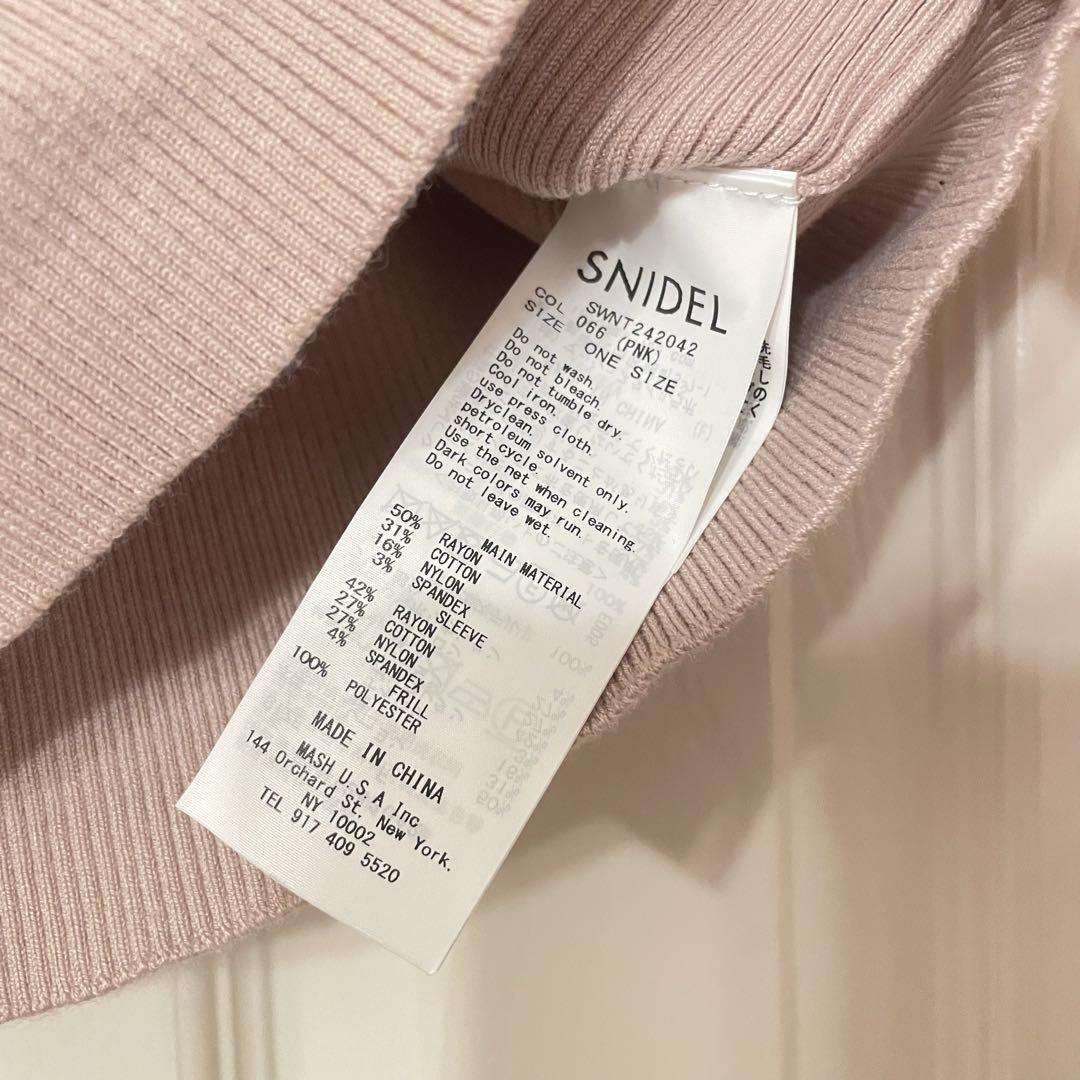 SNIDEL
SWNT242042
COL 066 (PNK)
SIZE ONE SIZE
Do not wash.
Do not bleach.
Do not tumble dry.
Cool iron.
use press cloth.
Dryclean.
petroleum solvent only.
short cycle.
Use the net when cleaning.
Dark colors may run.
Do not leave wet.
MAIN MATERIAL
50% RAYON
31% COTTON
16% NYLON
3% SPANDEX
SLEEVE
42% RAYON
27% COTTON
27% NYLON
4% SPANDEX
FRILL
100% POLYESTER
MADE IN CHINA
MASH U.S.A Inc
144 Orchard St. New York.
NY 10002
TEL 917 409 5520